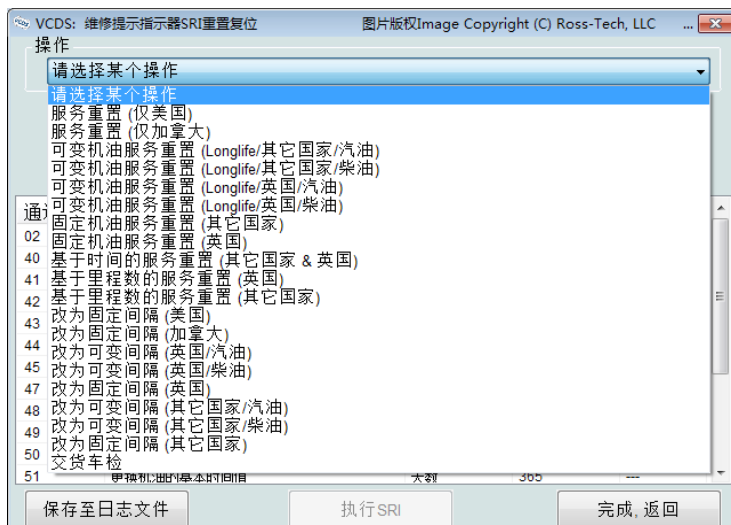 VCDS: 维修提示指示器SRI重置复位 图片版权Image Copyright (C) Ross-Tech, LLC ...
操作
请选择某个操作
请选择某个操作
服务重置 (仅美国)
服务重置 (仅加拿大)
可变机油服务重置 (Longlife/其它国家/汽油)
可变机油服务重置 (Longlife/其它国家/柴油)
可变机油服务重置 (Longlife/英国/汽油)
可变机油服务重置 (Longlife/英国/柴油)
固定机油服务重置 (其它国家)
固定机油服务重置 (英国)
基于时间的服务重置 (其它国家 & 英国)
基于里程数的服务重置 (英国)
基于里程数的服务重置 (其它国家)
改为固定间隔 (美国)
改为固定间隔 (加拿大)
改为可变间隔 (英国/汽油)
改为可变间隔 (英国/柴油)
改为固定间隔 (英国)
改为可变间隔 (其它国家/汽油)
改为可变间隔 (其它国家/柴油)
改为固定间隔 (其它国家)
交货车检
通
02
40
41
42
43
44
45
47
48
49
50
51 更换机油的基本时间值 天数 365 ---
保存至日志文件 执行SRI 完成, 返回